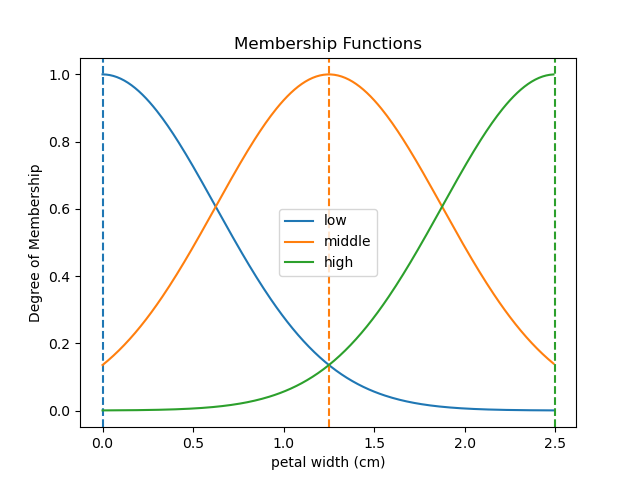 Membership Functions
1.0
0.8
0.6
0.4
0.2
0.0
Degree of Membership
low
middle
high
0.0 0.5 1.0 1.5 2.0 2.5
petal width (cm)